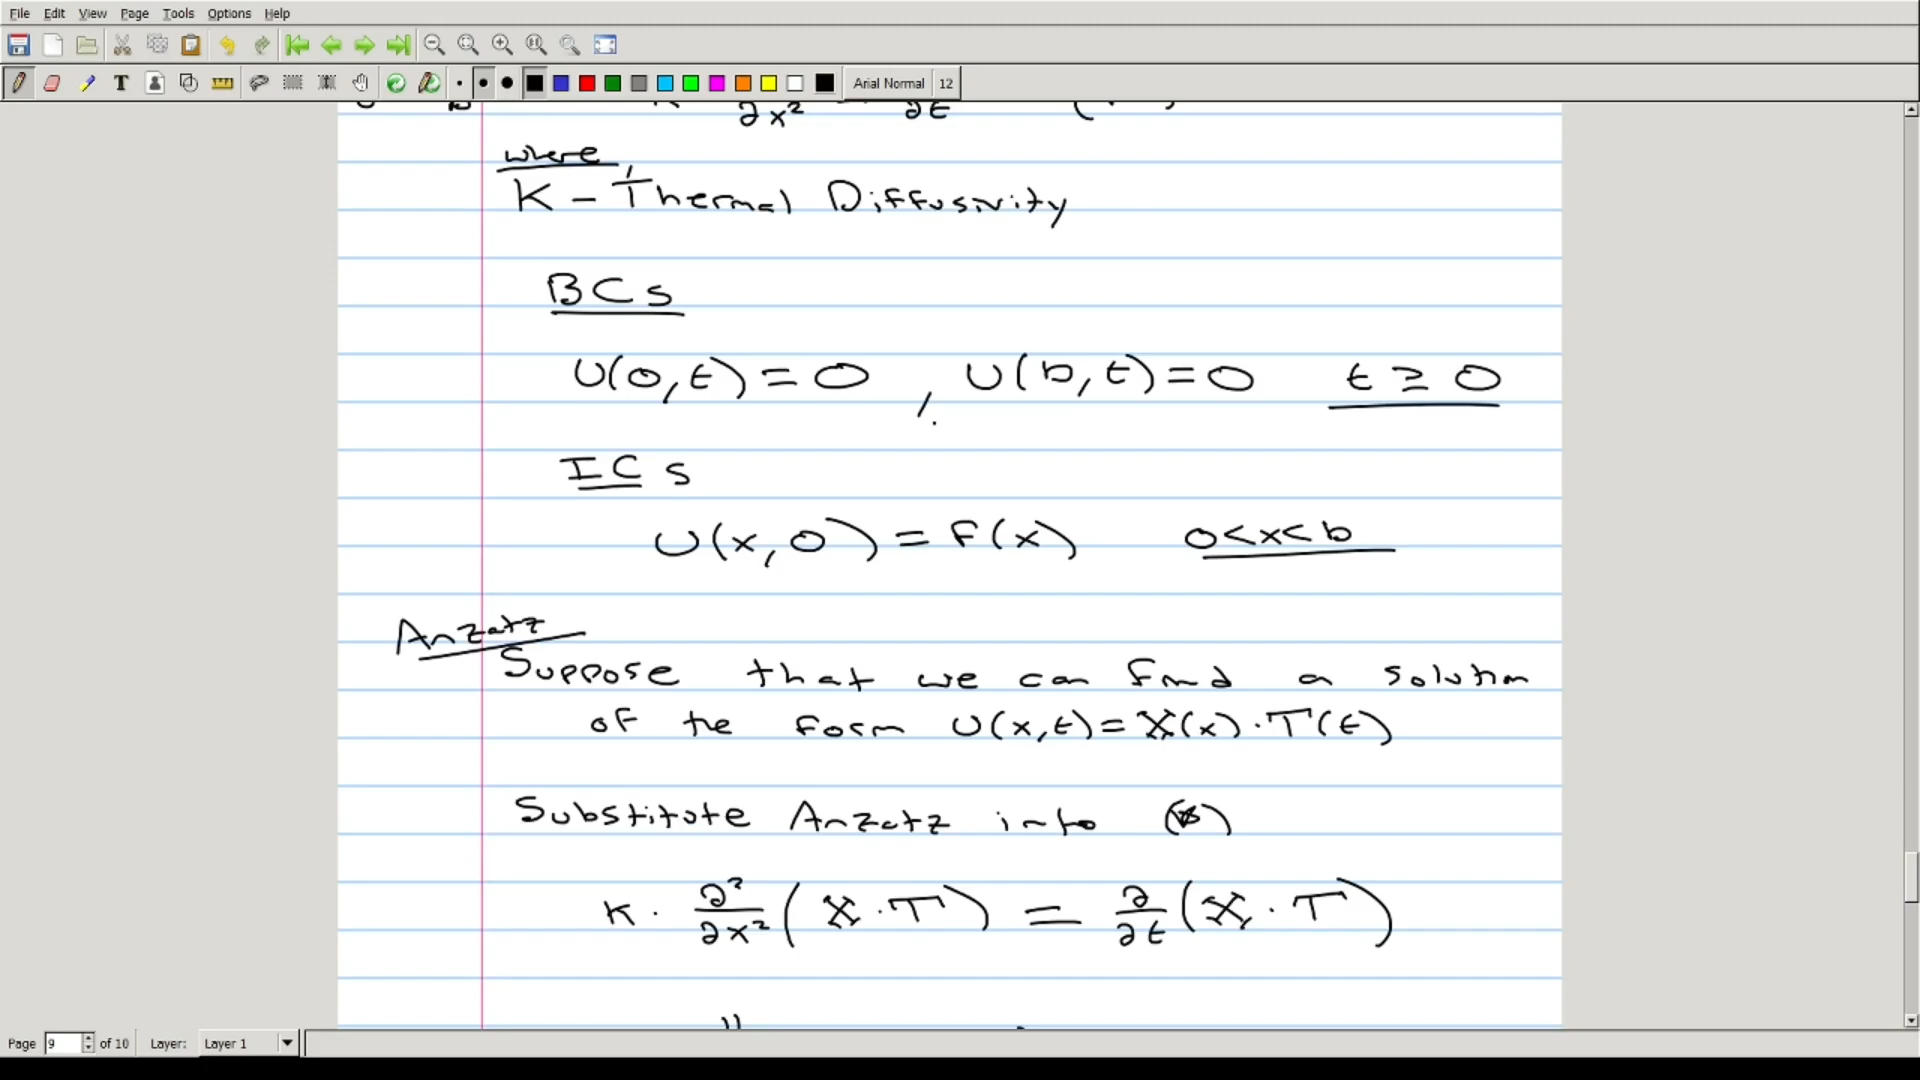 File Edit View Page Tools Options Help
Arial Normal 12
∂x² ∂t
where
K - Thermal Diffusivity
BCs
U(0,t)=0 , U(b,t)=0 t ≥ 0
ICs
U(x,0) = f(x) 0<x<b
Anzatz
Suppose that we can find a solution
of the form U(x,t)=X(x)·T(t)
Substitute Anzatz into (*)
K · ∂²/∂x² (X·T) = ∂/∂t (X·T)
Page 9 of 10 Layer: Layer 1